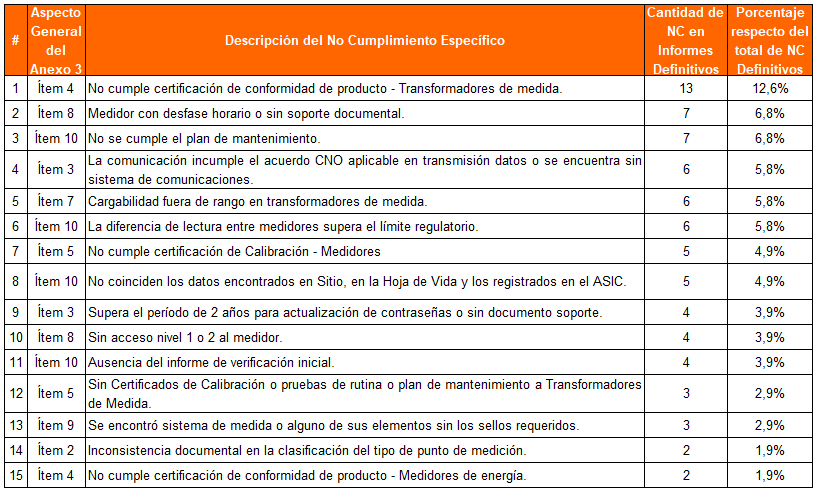 # Aspecto General del Anexo 3 Descripción del No Cumplimiento Específico Cantidad de NC en Informes Definitivos Porcentaje respecto del total de NC Definitivos
1 Ítem 4 No cumple certificación de conformidad de producto - Transformadores de medida. 13 12,6%
2 Ítem 8 Medidor con desfase horario o sin soporte documental. 7 6,8%
3 Ítem 10 No se cumple el plan de mantenimiento. 7 6,8%
4 Ítem 3 La comunicación incumple el acuerdo CNO aplicable en transmisión datos o se encuentra sin
sistema de comunicaciones. 6 5,8%
5 Ítem 7 Cargabilidad fuera de rango en transformadores de medida. 6 5,8%
6 Ítem 10 La diferencia de lectura entre medidores supera el límite regulatorio. 6 5,8%
7 Ítem 5 No cumple certificación de Calibración - Medidores 5 4,9%
8 Ítem 10 No coinciden los datos encontrados en Sitio, en la Hoja de Vida y los registrados en el ASIC. 5 4,9%
9 Ítem 3 Supera el período de 2 años para actualización de contraseñas o sin documento soporte. 4 3,9%
10 Ítem 8 Sin acceso nivel 1 o 2 al medidor. 4 3,9%
11 Ítem 10 Ausencia del informe de verificación inicial. 4 3,9%
12 Ítem 5 Sin Certificados de Calibración o pruebas de rutina o plan de mantenimiento a Transformadores
de Medida. 3 2,9%
13 Ítem 9 Se encontró sistema de medida o alguno de sus elementos sin los sellos requeridos. 3 2,9%
14 Ítem 2 Inconsistencia documental en la clasificación del tipo de punto de medición. 2 1,9%
15 Ítem 4 No cumple certificación de conformidad de producto - Medidores de energía. 2 1,9%